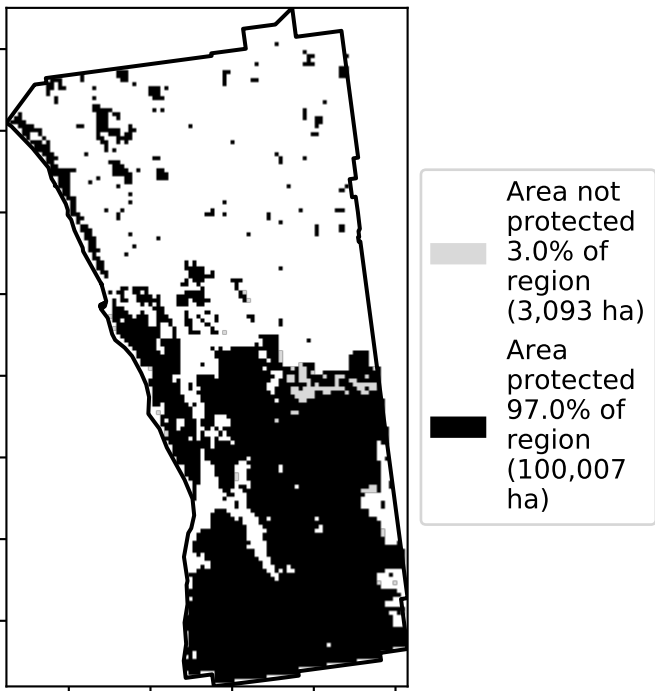 Area not
protected
3.0% of
region
(3,093 ha)
Area
protected
97.0% of
region
(100,007
ha)